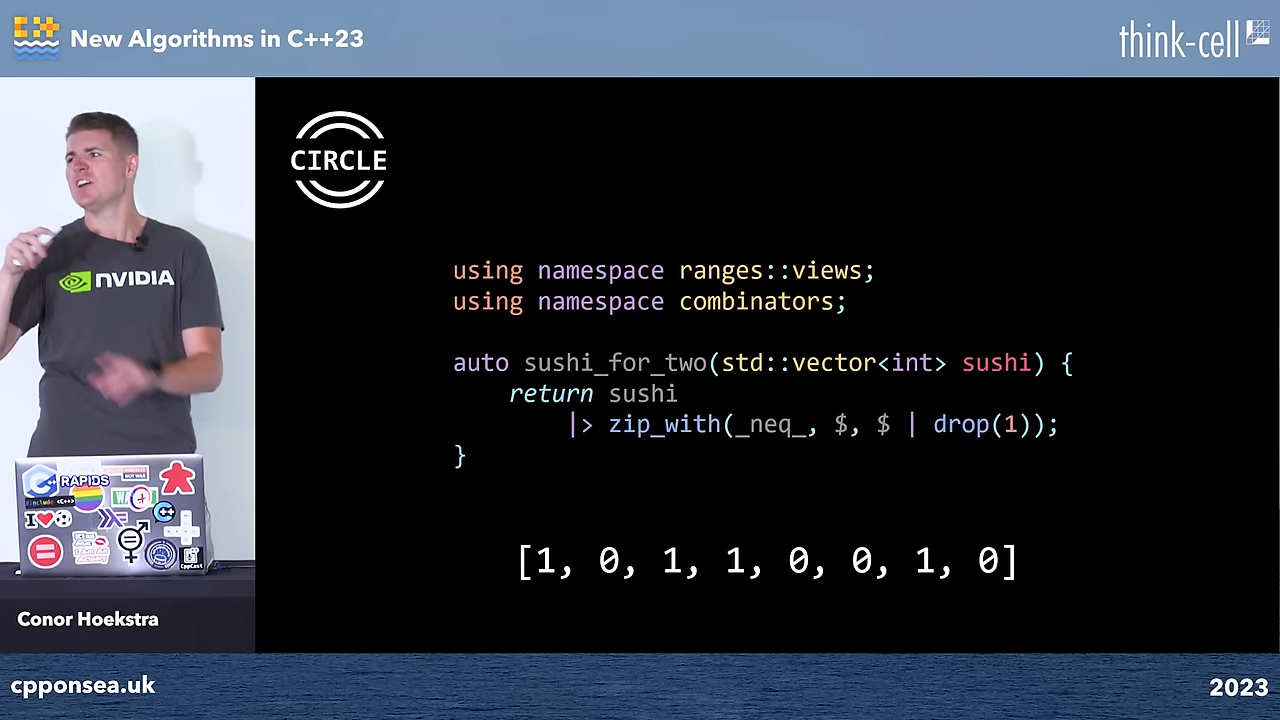 New Algorithms in C++23
think-cell
CIRCLE
using namespace ranges::views;
using namespace combinators;
auto sushi_for_two(std::vector<int> sushi) {
return sushi
|> zip_with(_neq_, $, $ | drop(1));
}
[1, 0, 1, 1, 0, 0, 1, 0]
NVIDIA
RAPIDS
#include <C++>
I
C++
CppCast
Conor Hoekstra
cpponsea.uk
2023